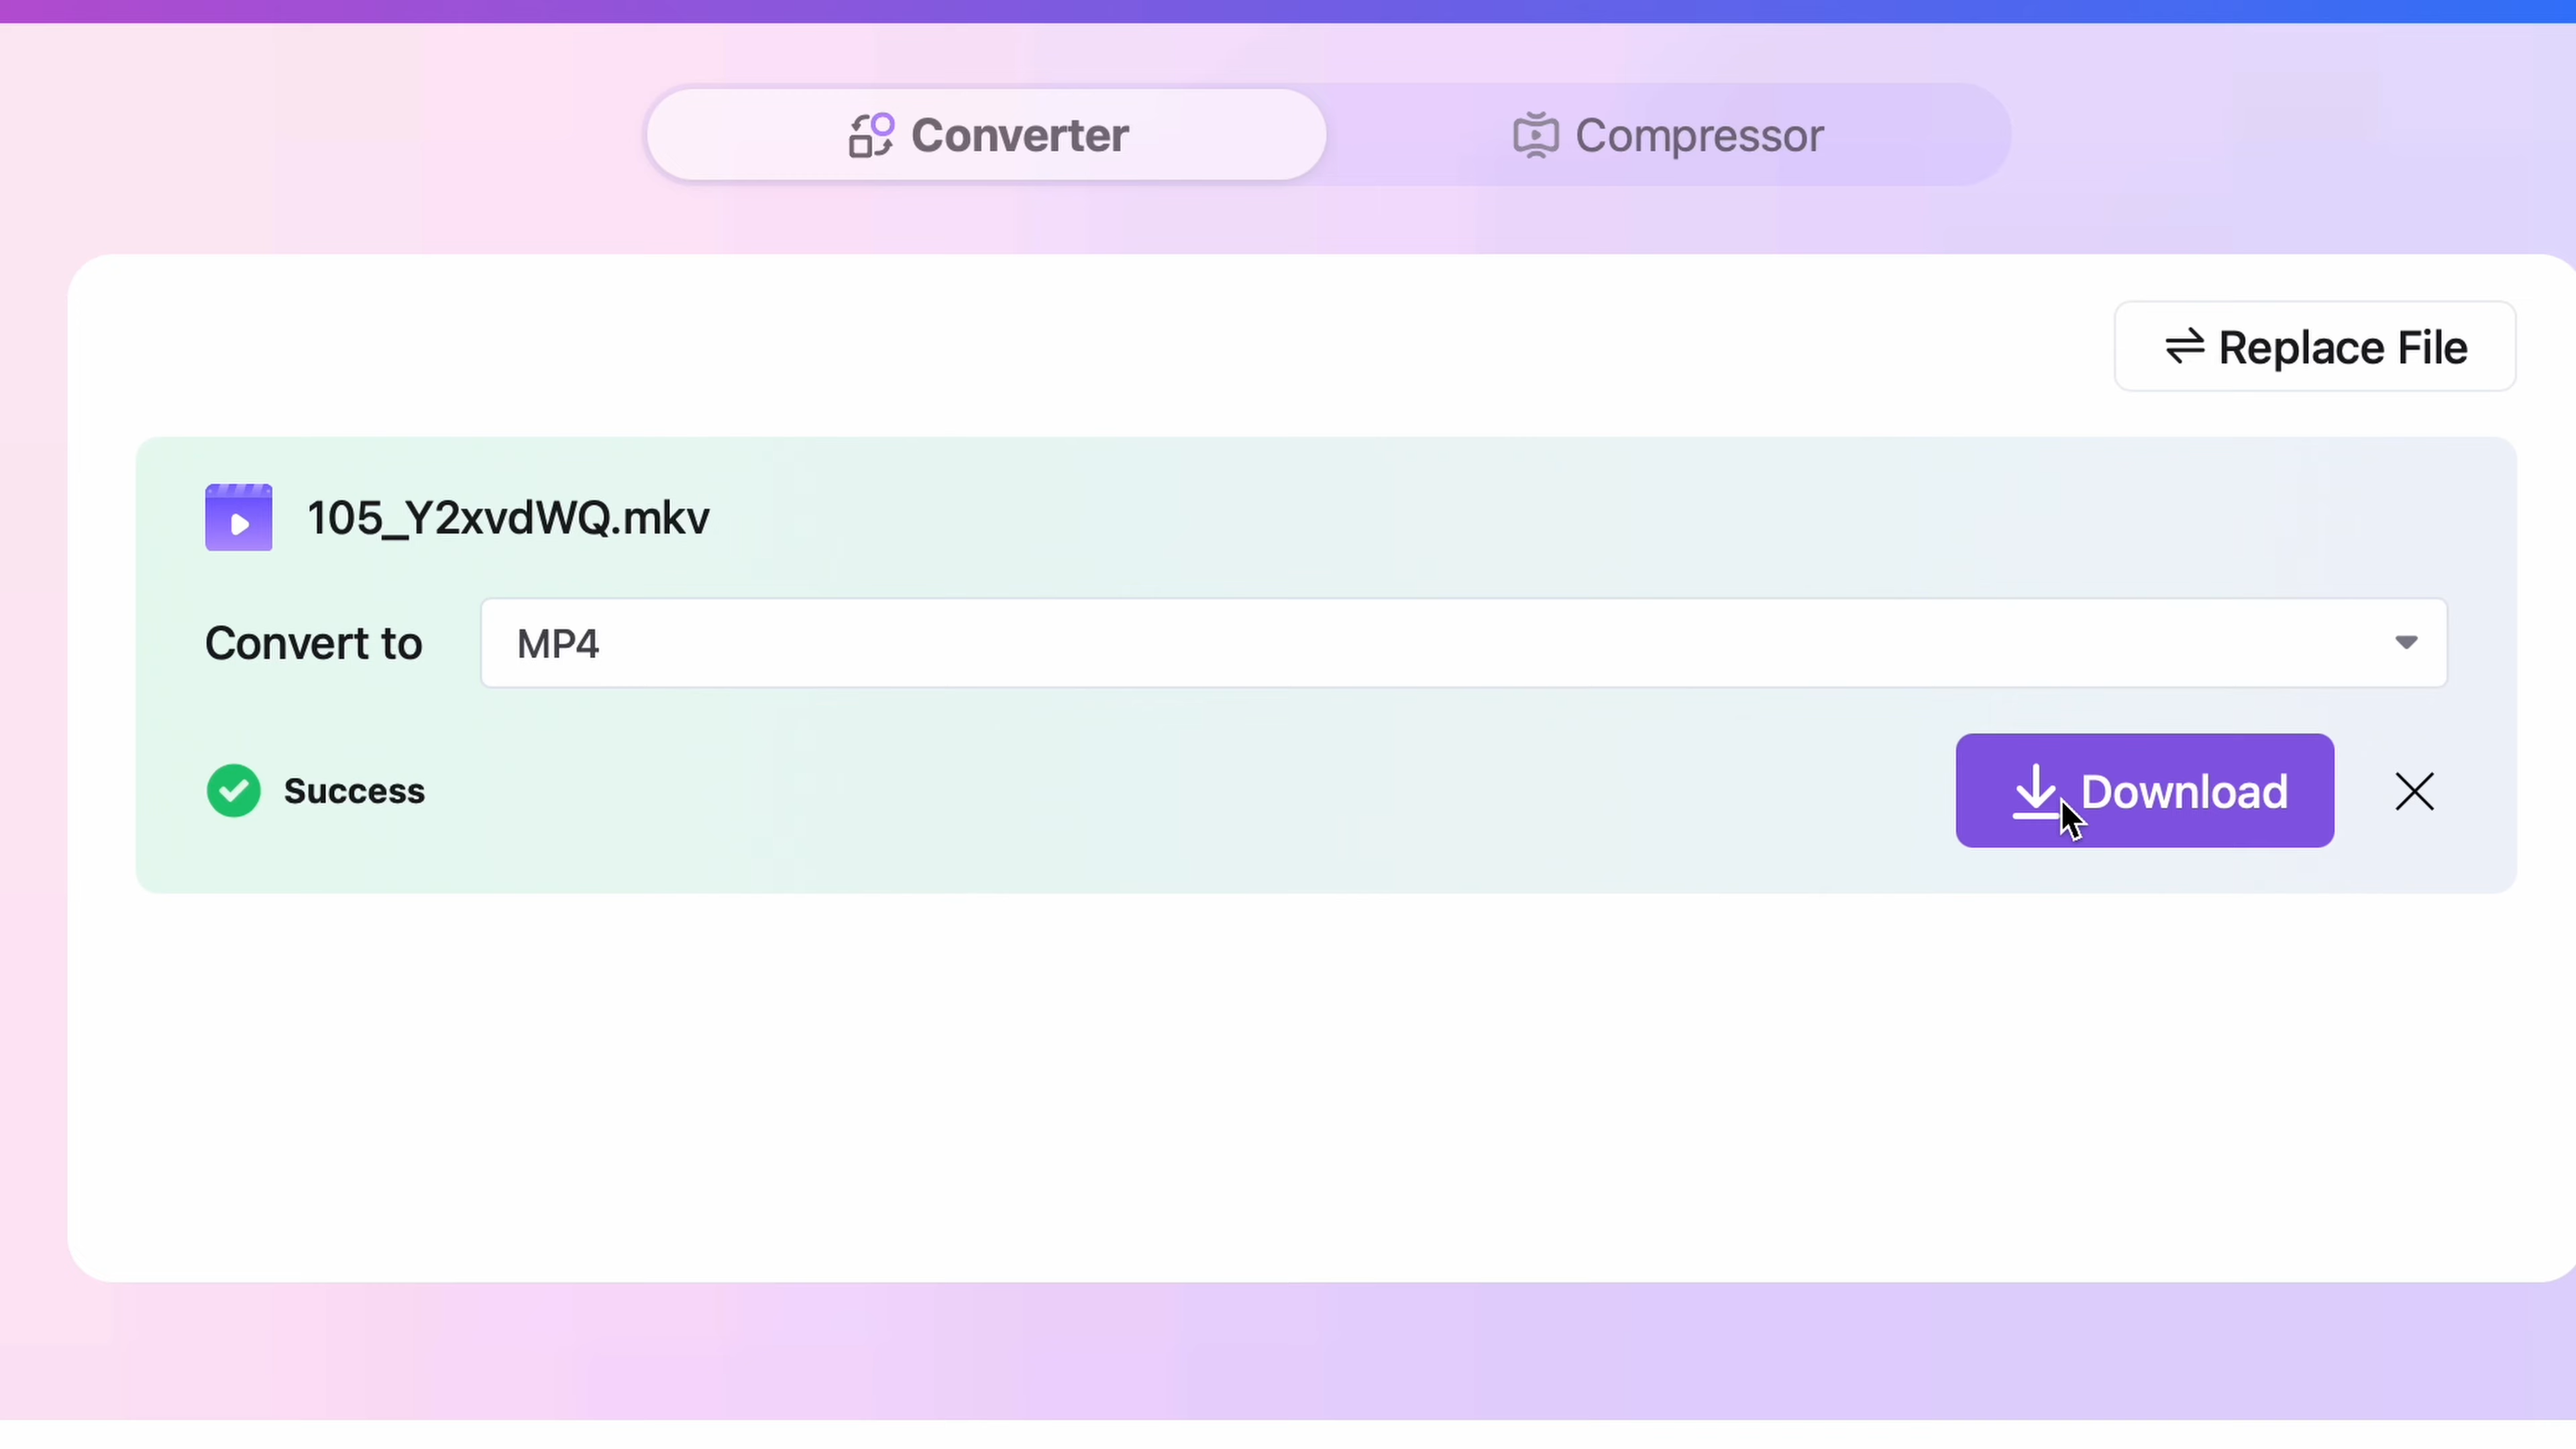 Converter
Compressor
Replace File
105_Y2xvdWQ.mkv
Convert to
MP4
Success
Download